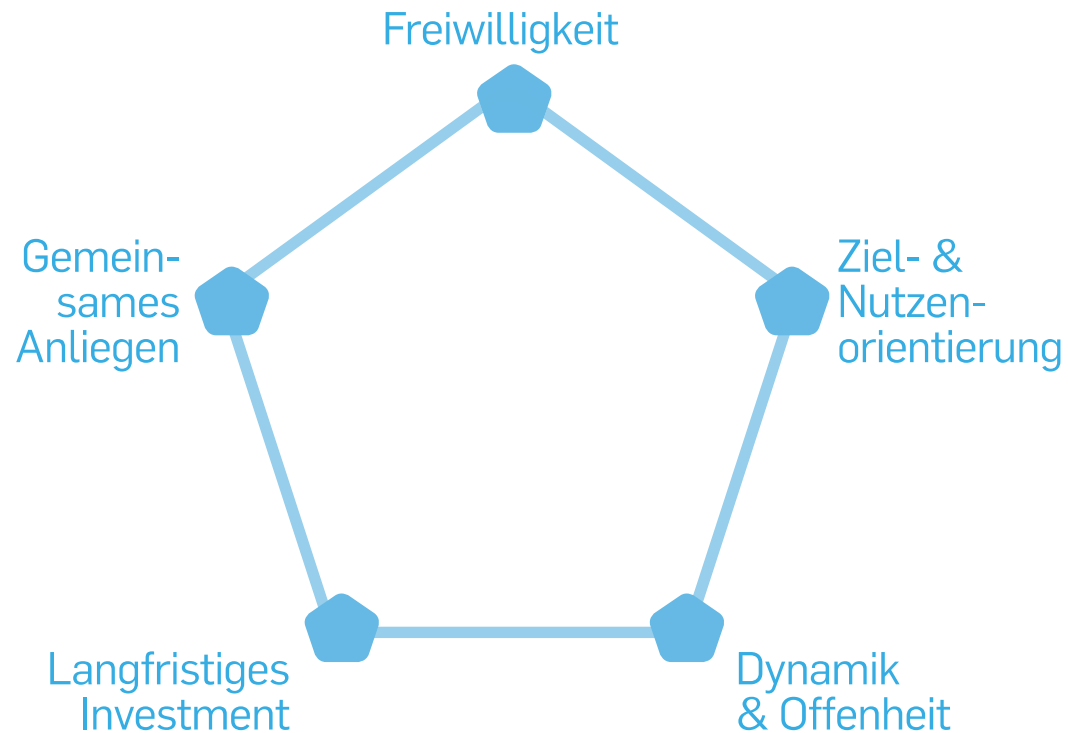 Freiwilligkeit
Gemein-
sames
Anliegen
Ziel- &
Nutzen-
orientierung
Langfristiges
Investment
Dynamik
& Offenheit